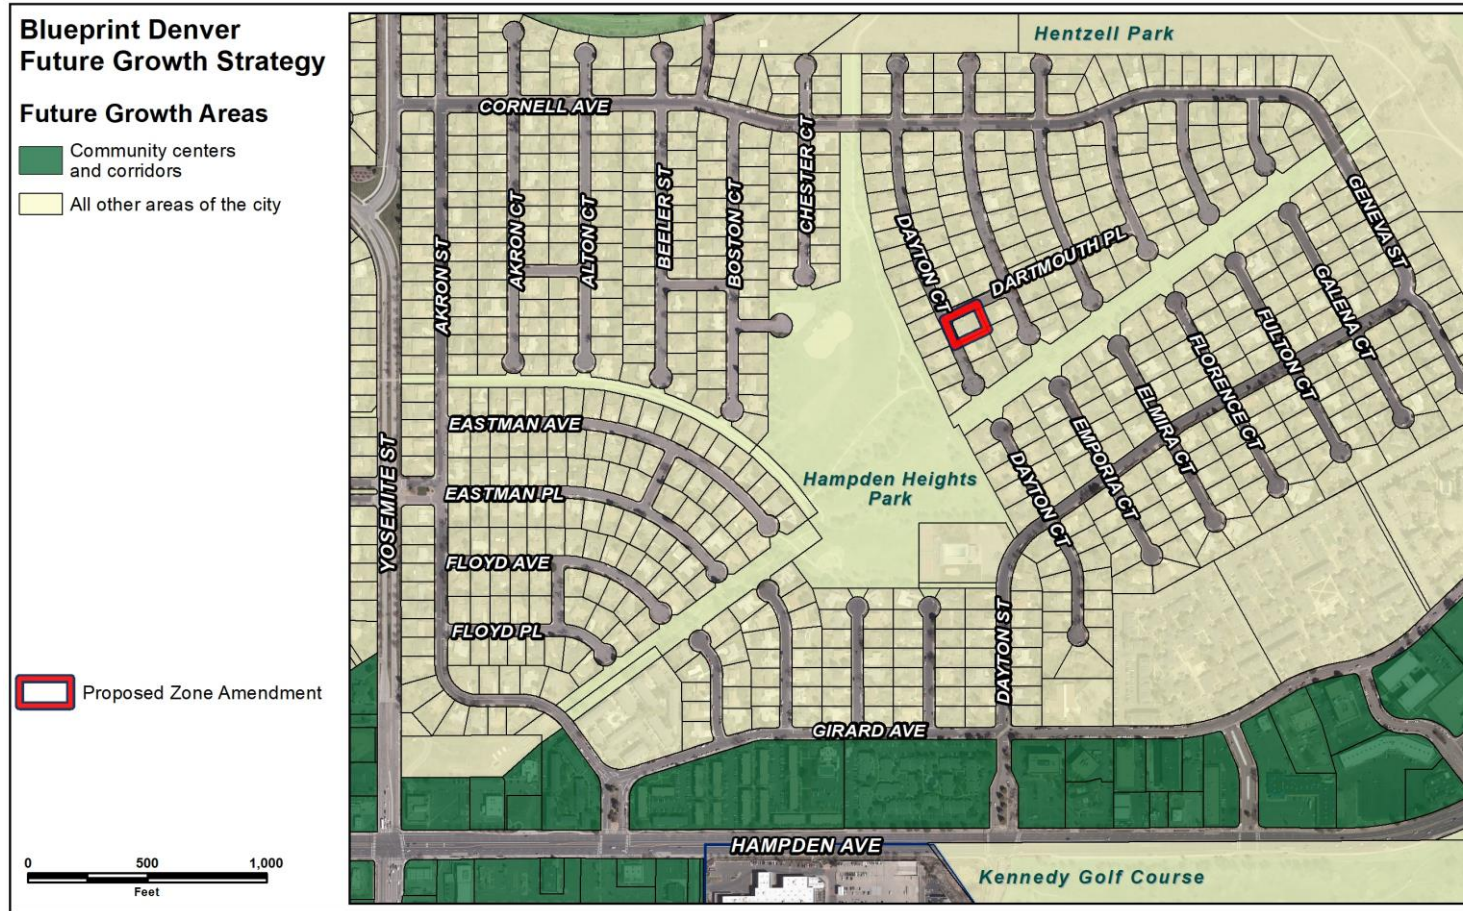 Blueprint Denver
Future Growth Strategy
Future Growth Areas
Community centers
and corridors
All other areas of the city
Proposed Zone Amendment
0 500 1,000
Feet
Hentzell Park
CORNELL AVE
CHESTER CT
AKRON CT
ALTON CT
BEELER ST
BOSTON CT
AKRON ST
DAYTON CT
DARTMOUTH PL
GENEVA ST
GALENA CT
FULTON CT
FLORENCE CT
ELMIRA CT
EMPORIA CT
DAYTON CT
EASTMAN AVE
EASTMAN PL
YOSEMITE ST
Hampden Heights
Park
FLOYD AVE
FLOYD PL
DAYTON ST
GIRARD AVE
HAMPDEN AVE
Kennedy Golf Course